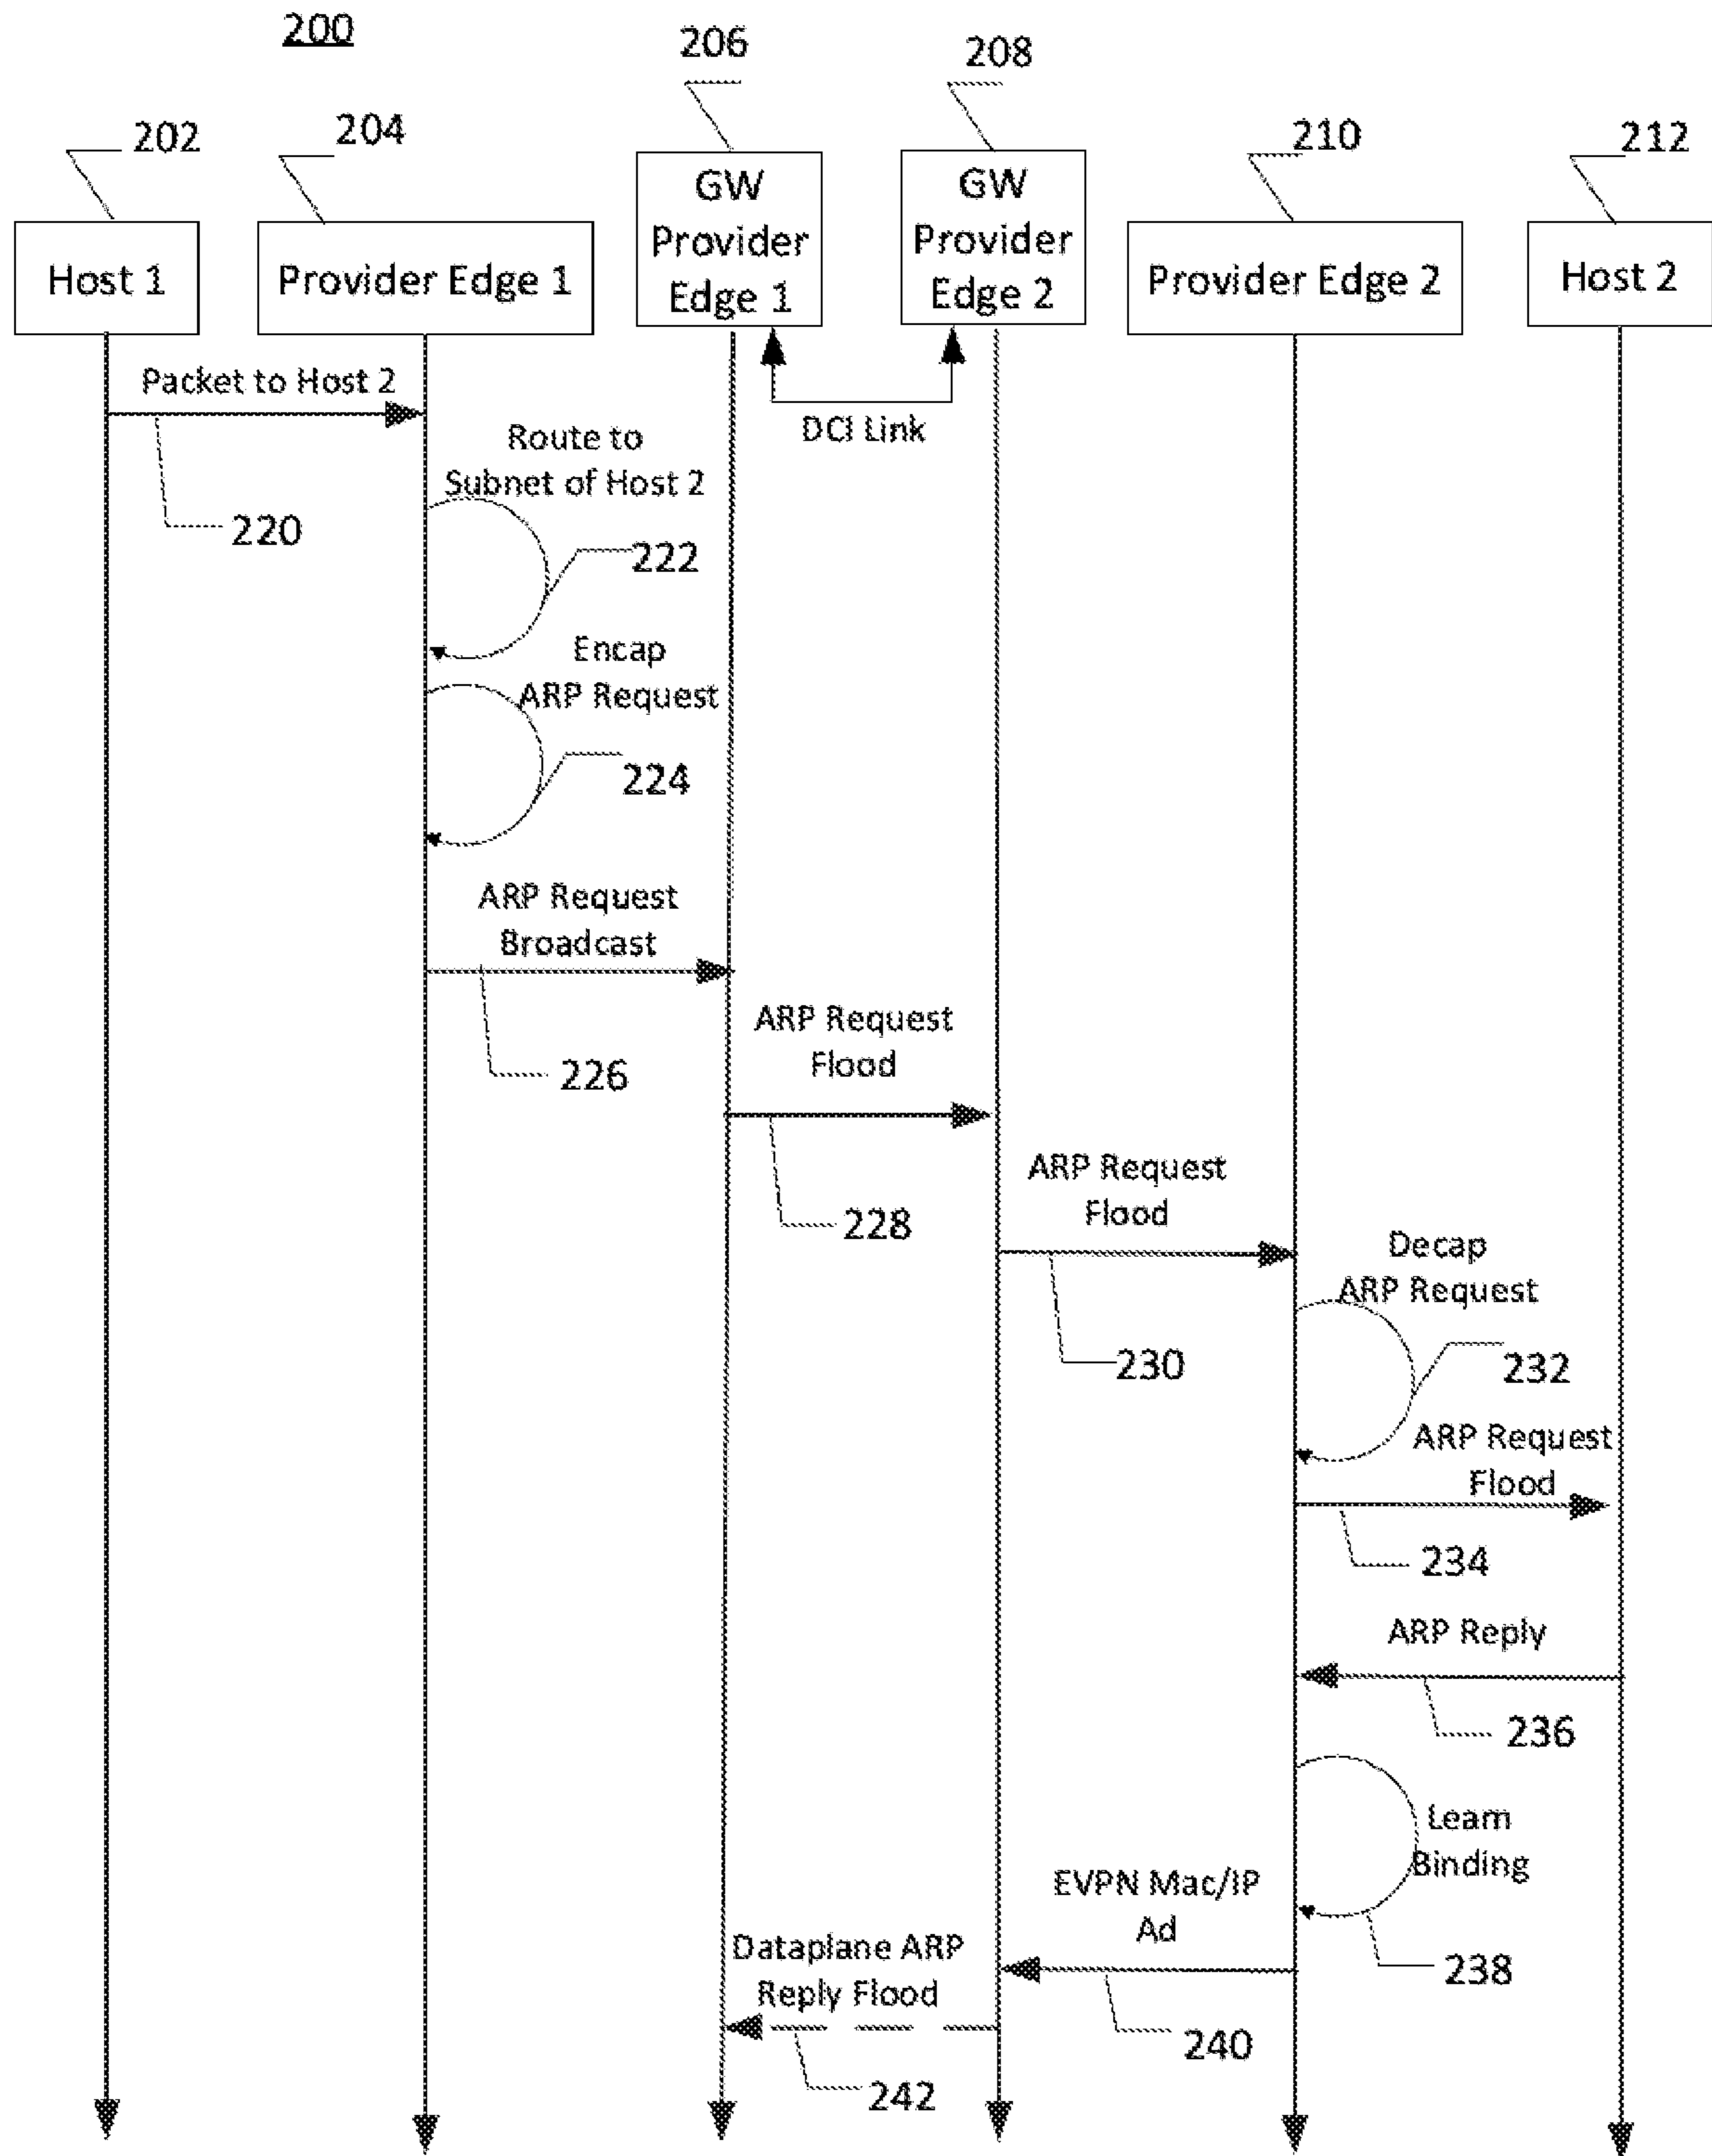 200
206
208
202
204
210
212
Host 1
Provider Edge 1
GW
Provider
Edge 1
GW
Provider
Edge 2
Provider Edge 2
Host 2
Packet to Host 2
DCI Link
220
Route to
Subnet of Host 2
222
Encap
ARP Request
224
ARP Request
Broadcast
226
ARP Request
Flood
228
ARP Request
Flood
230
Decap
ARP Request
232
ARP Request
Flood
234
ARP Reply
236
Learn
Binding
238
EVPN Mac/IP
Ad
240
Dataplane ARP
Reply Flood
242